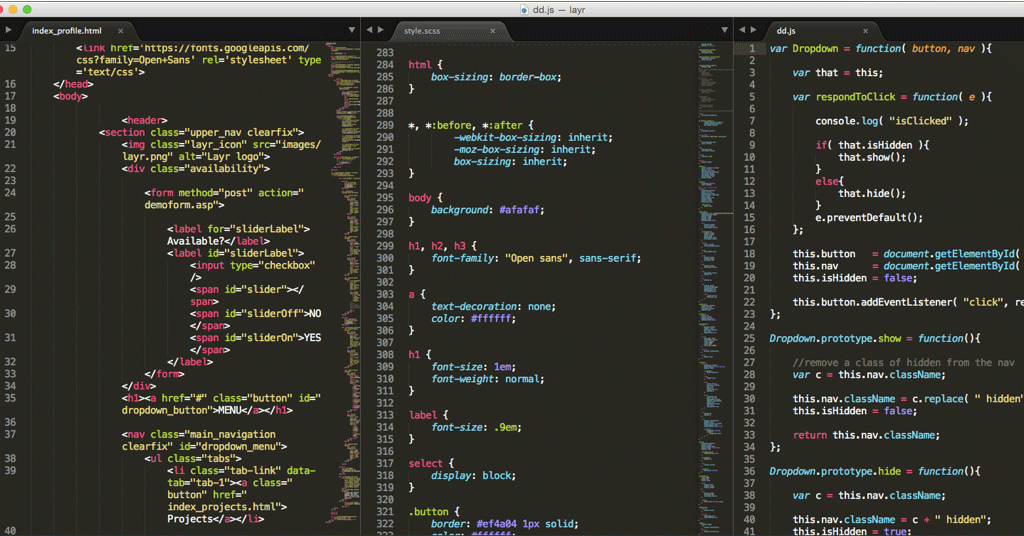 dd.js — layr
index_profile.html
15 <link href='https://fonts.googleapis.com/
css?family=Open+Sans' rel='stylesheet' type
='text/css'>
16 </head>
17 <body>
18
19 <header>
20 <section class="upper_nav clearfix">
21 <img class="layr_icon" src="images/
layr.png" alt="Layr logo">
22 <div class="availability">
23
24 <form method="post" action="
demoform.asp">
25
26 <label for="sliderLabel">
Available?</label>
27 <label id="sliderLabel">
28 <input type="checkbox"
/>
29 <span id="slider"></
span>
30 <span id="sliderOff">NO
</span>
31 <span id="sliderOn">YES
</span>
32 </label>
33 </form>
34 </div>
35 <h1><a href="#" class="button" id="
dropdown_button">MENU</a></h1>
36
37 <nav class="main_navigation
clearfix" id="dropdown_menu">
38 <ul class="tabs">
39 <li class="tab-link" data-
tab="tab-1"><a class="
button" href="
index_projects.html">
Projects</a></li>
40
style.scss
283
284 html {
285 box-sizing: border-box;
286 }
287
288
289 *, *:before, *:after {
290 -webkit-box-sizing: inherit;
291 -moz-box-sizing: inherit;
292 box-sizing: inherit;
293 }
294
295 body {
296 background: #afafaf;
297 }
298
299 h1, h2, h3 {
300 font-family: "Open sans", sans-serif;
301 }
302
303 a {
304 text-decoration: none;
305 color: #ffffff;
306 }
307
308 h1 {
309 font-size: 1em;
310 font-weight: normal;
311 }
312
313 label {
314 font-size: .9em;
315 }
316
317 select {
318 display: block;
319 }
320
321 .button {
322 border: #ef4a04 1px solid;
323 color: #ffffff;
dd.js
1 var Dropdown = function( button, nav ){
2
3 var that = this;
4
5 var respondToClick = function( e ){
6
7 console.log( "isClicked" );
8
9 if( that.isHidden ){
10 that.show();
11 }
12 else{
13 that.hide();
14 }
15 e.preventDefault();
16 };
17
18 this.button = document.getElementById(
19 this.nav = document.getElementById(
20 this.isHidden = false;
21
22 this.button.addEventListener( "click", re
23 };
24
25 Dropdown.prototype.show = function(){
26
27 //remove a class of hidden from the nav
28 var c = this.nav.className;
29
30 this.nav.className = c.replace( " hidden"
31 this.isHidden = false;
32
33 return this.nav.className;
34 };
35
36 Dropdown.prototype.hide = function(){
37
38 var c = this.nav.className;
39
40 this.nav.className = c + " hidden";
41 this.isHidden = true;